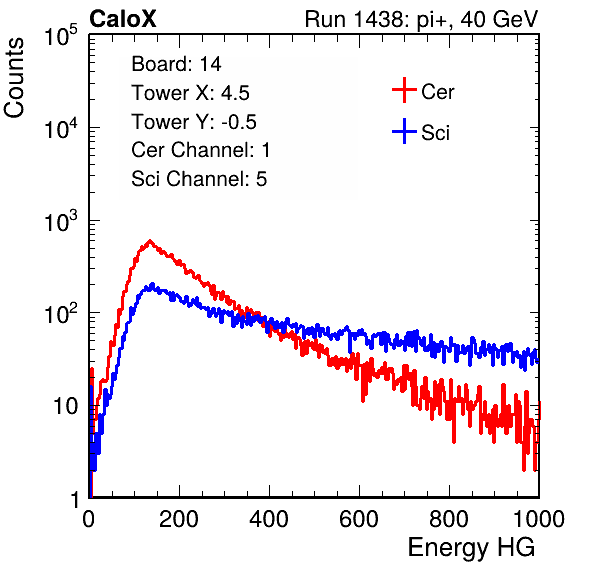 CaloX Run 1438: pi+, 40 GeV
Counts
10^5
10^4
10^3
10^2
10
1
Board: 14
Tower X: 4.5
Tower Y: -0.5
Cer Channel: 1
Sci Channel: 5
Cer
Sci
0 200 400 600 800 1000
Energy HG